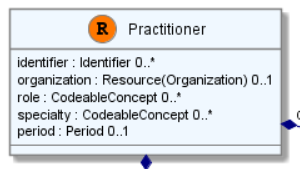 R Practitioner
identifier : Identifier 0..*
organization : Resource(Organization) 0..1
role : CodeableConcept 0..*
specialty : CodeableConcept 0..*
period : Period 0..1